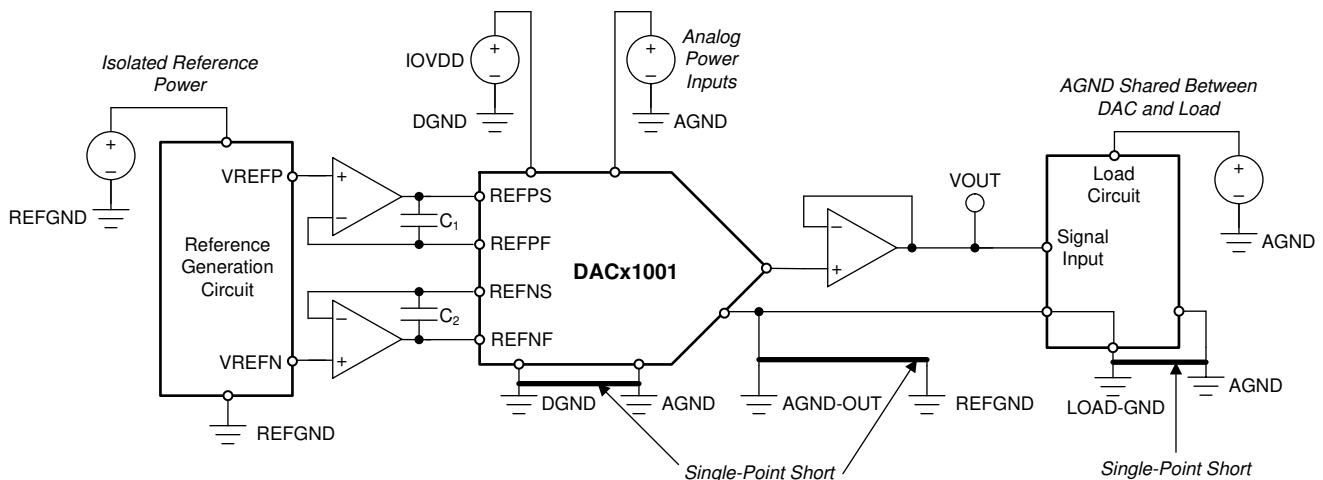 Isolated Reference
Power
+
−
REFGND
Reference
Generation
Circuit
VREFP
VREFN
REFGND
+
−
C1
−
+
C2
IOVDD
+
−
DGND
+
−
Analog
Power
Inputs
AGND
REFPS
REFPF
REFNS
REFNF
DACx1001
DGND
AGND
−
+
VOUT
AGND-OUT
REFGND
Single-Point Short
AGND Shared Between
DAC and Load
Load
Circuit
Signal
Input
+
−
AGND
LOAD-GND
AGND
Single-Point Short